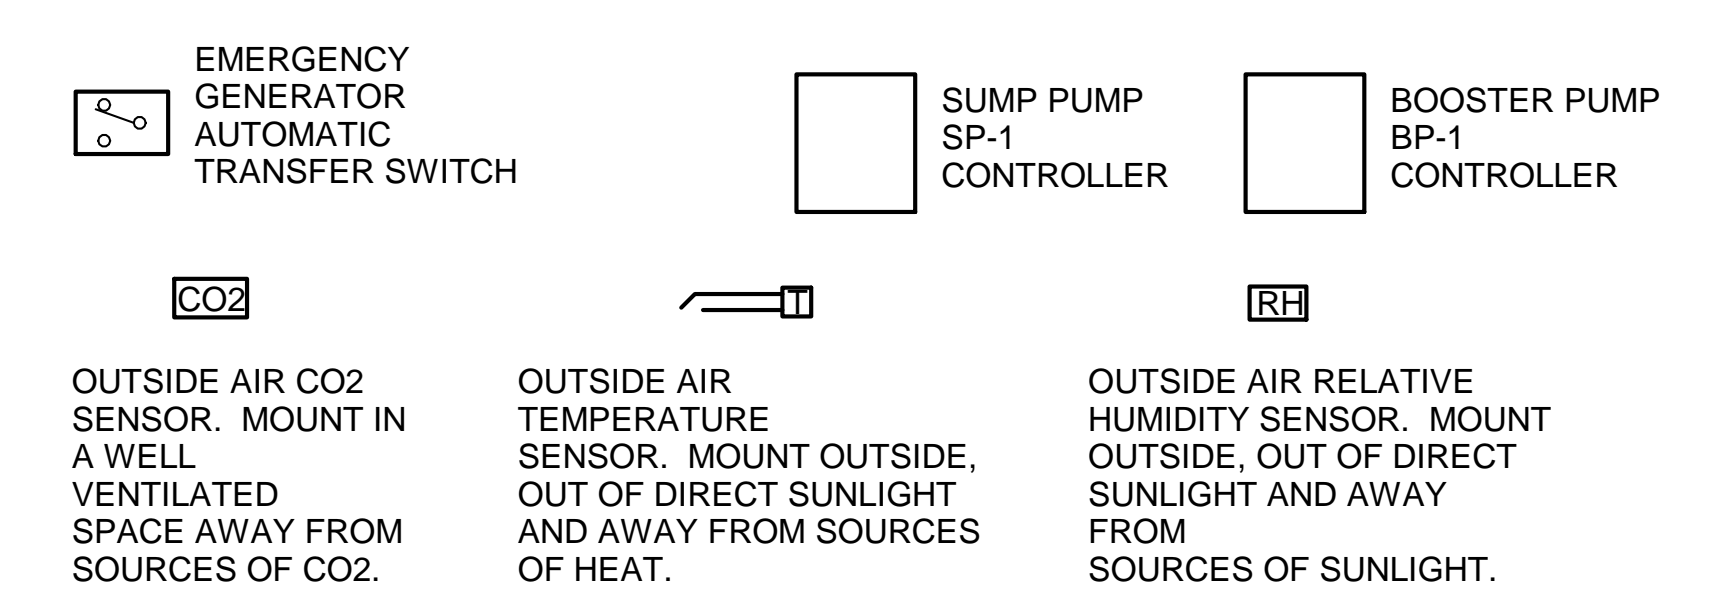 EMERGENCY
GENERATOR
AUTOMATIC
TRANSFER SWITCH
SUMP PUMP
SP-1
CONTROLLER
BOOSTER PUMP
BP-1
CONTROLLER
CO2
T
RH
OUTSIDE AIR CO2
SENSOR.  MOUNT IN
A WELL
VENTILATED
SPACE AWAY FROM
SOURCES OF CO2.
OUTSIDE AIR
TEMPERATURE
SENSOR.  MOUNT OUTSIDE,
OUT OF DIRECT SUNLIGHT
AND AWAY FROM SOURCES
OF HEAT.
OUTSIDE AIR RELATIVE
HUMIDITY SENSOR.  MOUNT
OUTSIDE, OUT OF DIRECT
SUNLIGHT AND AWAY
FROM
SOURCES OF SUNLIGHT.